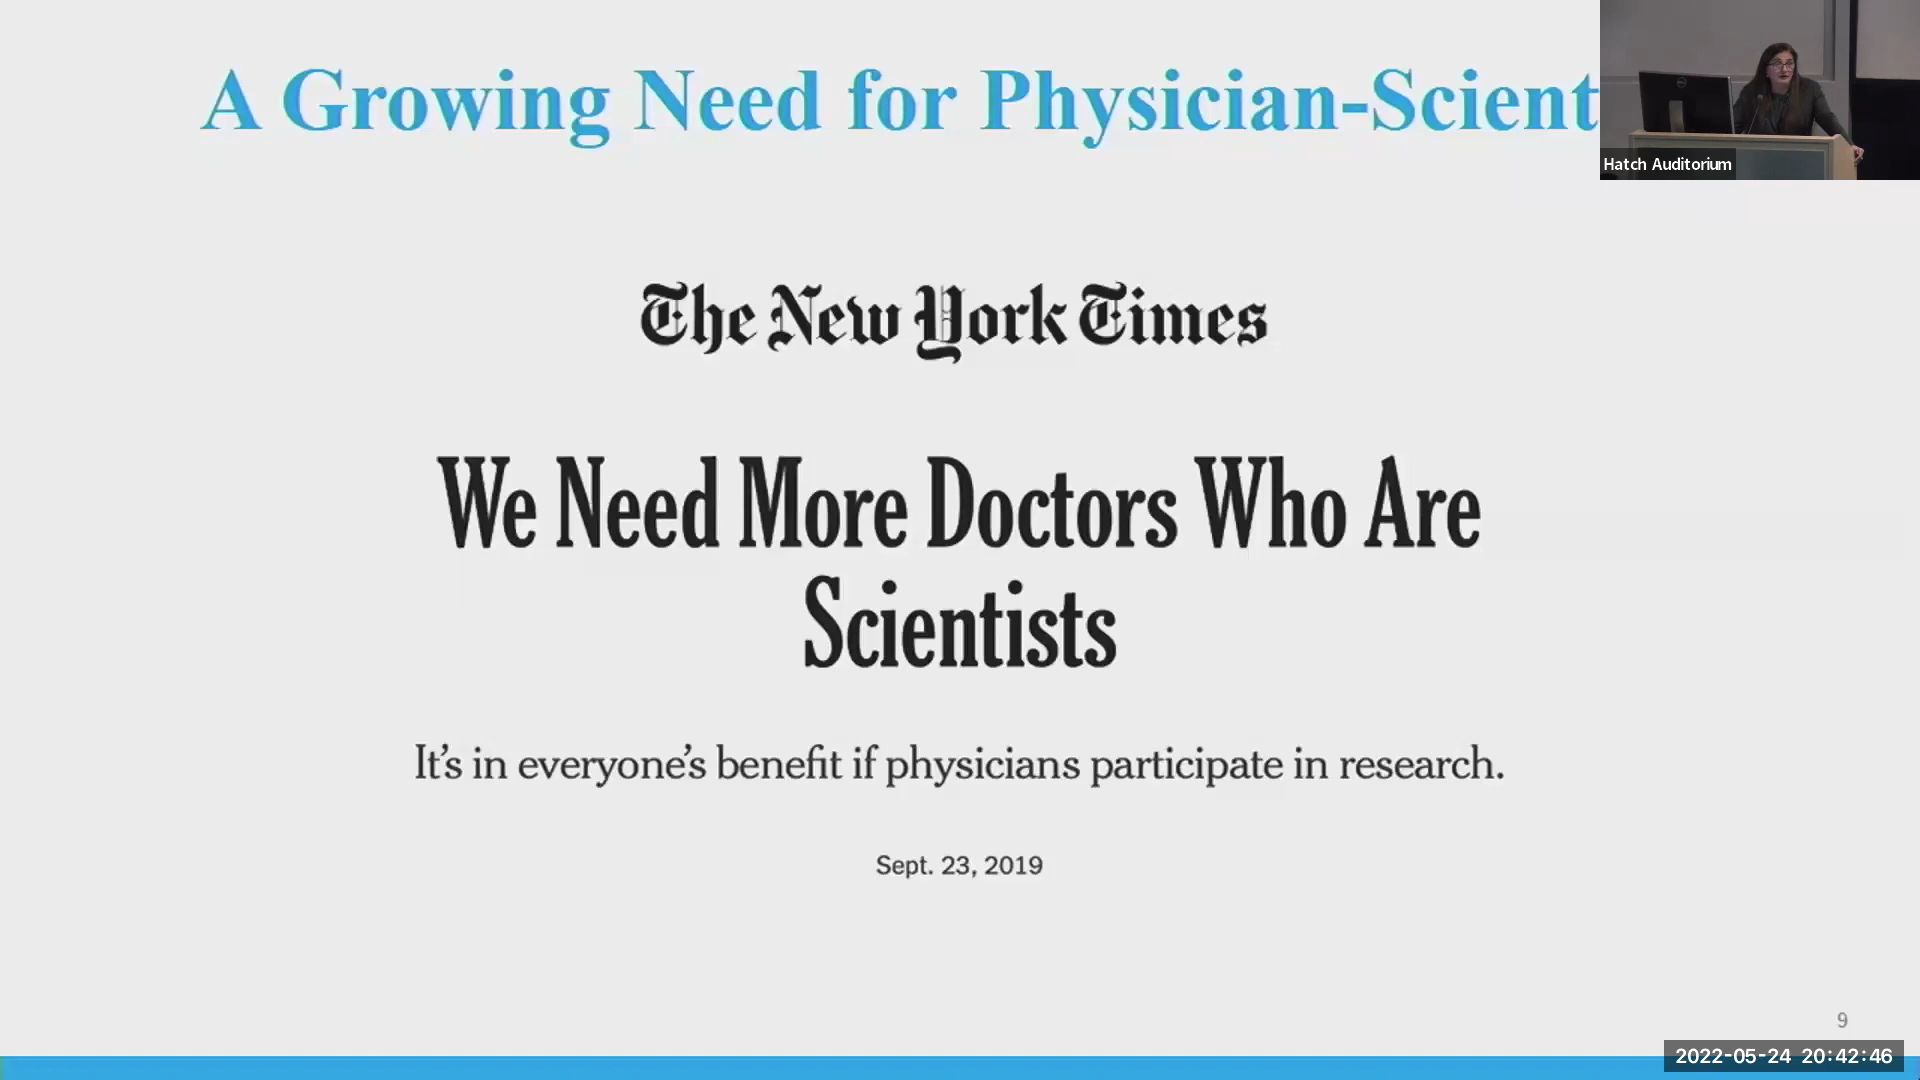 A Growing Need for Physician-Scient
Hatch Auditorium
The New York Times
We Need More Doctors Who Are
Scientists
It's in everyone's benefit if physicians participate in research.
Sept. 23, 2019
9
2022-05-24 20:42:46